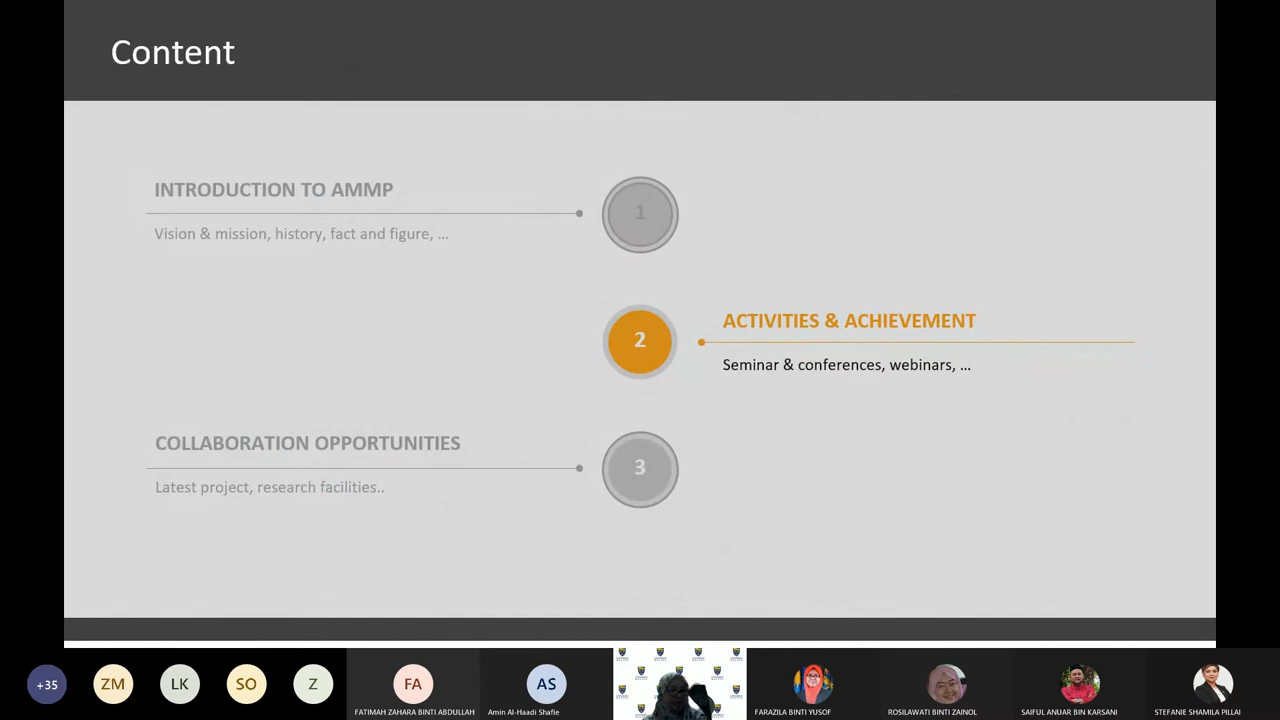 Content
INTRODUCTION TO AMMP
Vision & mission, history, fact and figure, ...
1
2
ACTIVITIES & ACHIEVEMENT
Seminar & conferences, webinars, ...
COLLABORATION OPPORTUNITIES
Latest project, research facilities..
3
+35
ZM
LK
SO
Z
FA
AS
FATIMAH ZAHARA BINTI ABDULLAH
Amin Al-Haadi Shafie
FARAZILA BINTI YUSOF
ROSILAWATI BINTI ZAINOL
SAIFUL ANUAR BIN KARSANI
STEFANIE SHAMILA PILLAI